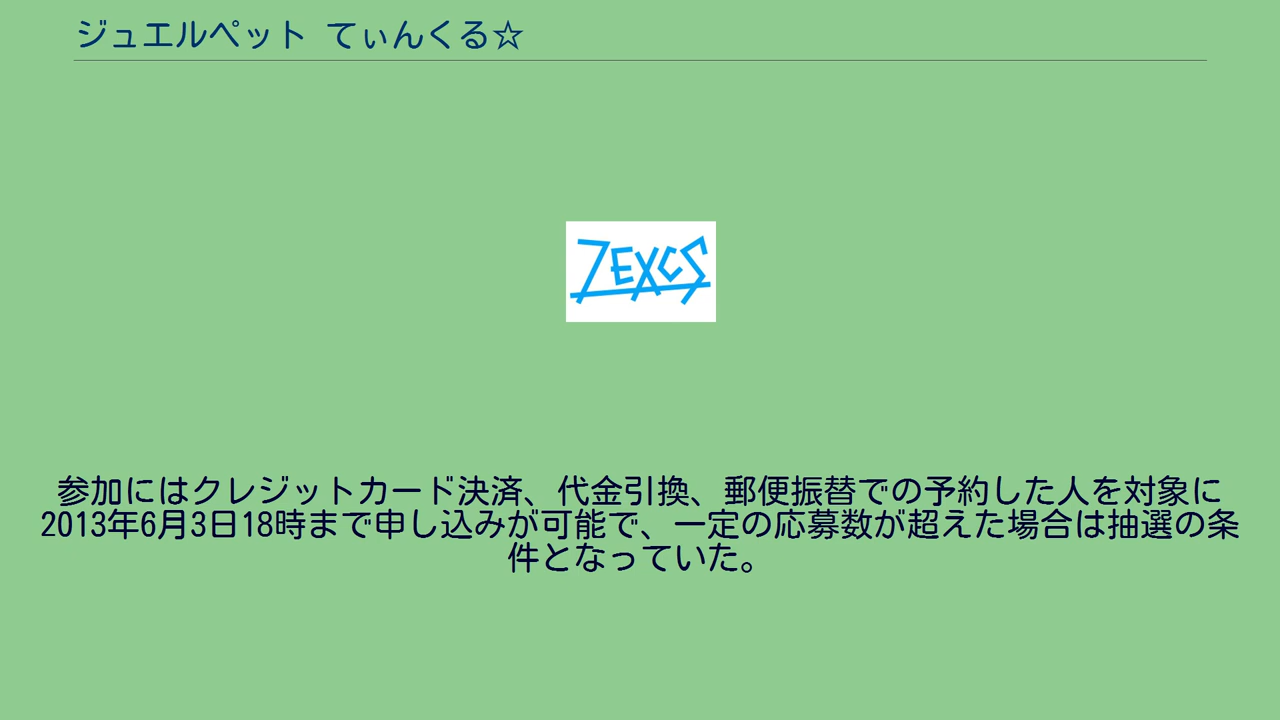 ジュエルペット てぃんくる☆
ZEXCS
参加にはクレジットカード決済、代金引換、郵便振替での予約した人を対象に
2013年6月3日18時まで申し込みが可能で、一定の応募数が超えた場合は抽選の条
件となっていた。